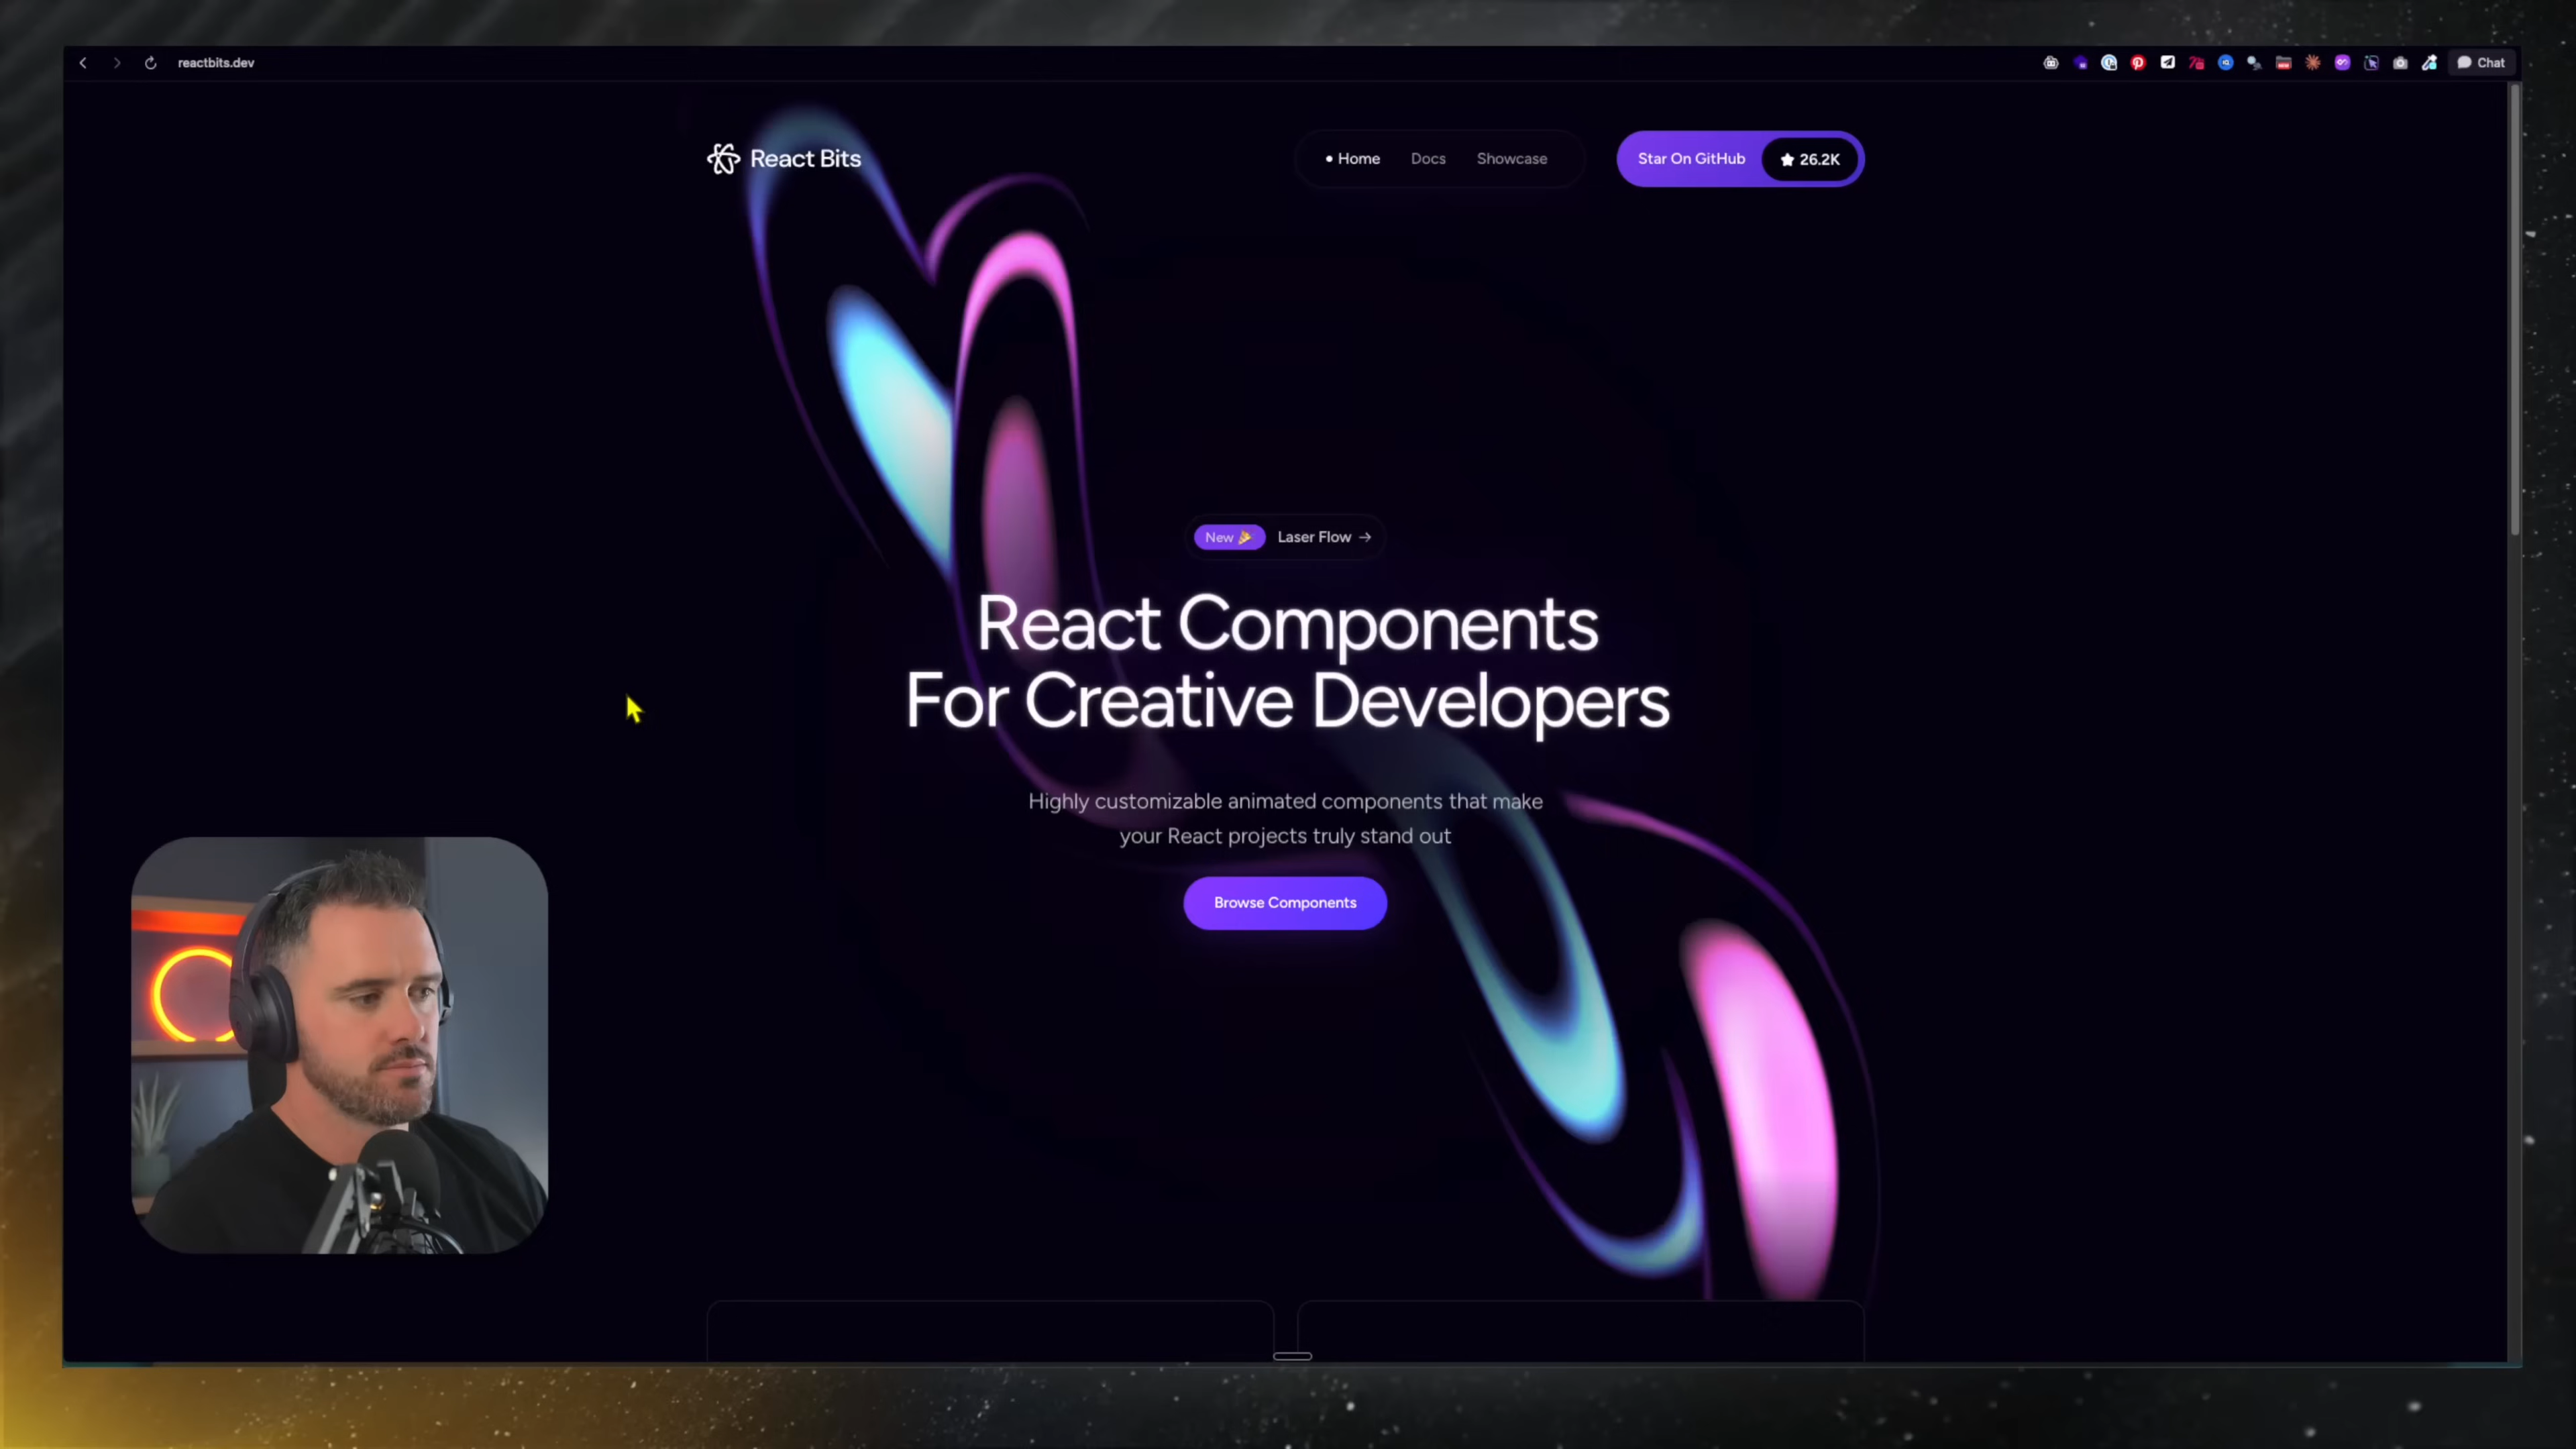 reactbits.dev
Chat
React Bits
Home
Docs
Showcase
Star On GitHub
26.2K
New 🎉
Laser Flow →
React Components
For Creative Developers
Highly customizable animated components that make
your React projects truly stand out
Browse Components